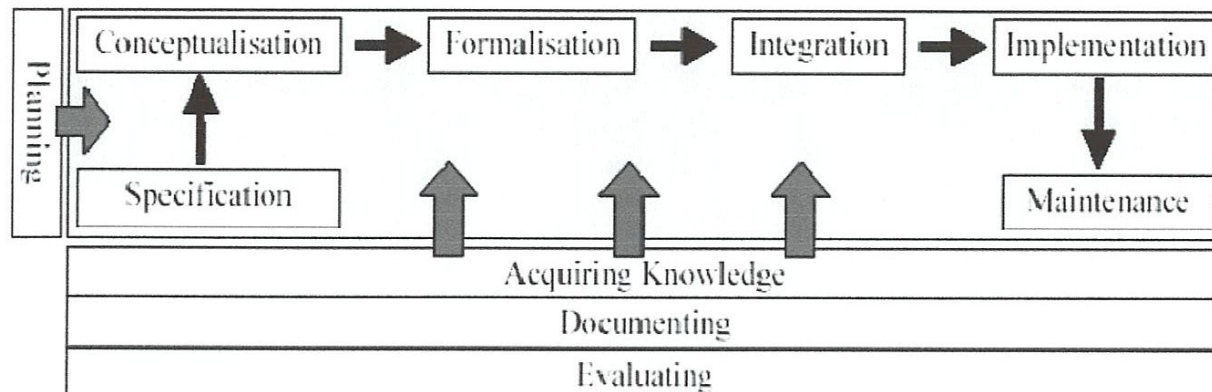 Planning
Conceptualisation
Formalisation
Integration
Implementation
Specification
Maintenance
Acquiring Knowledge
Documenting
Evaluating